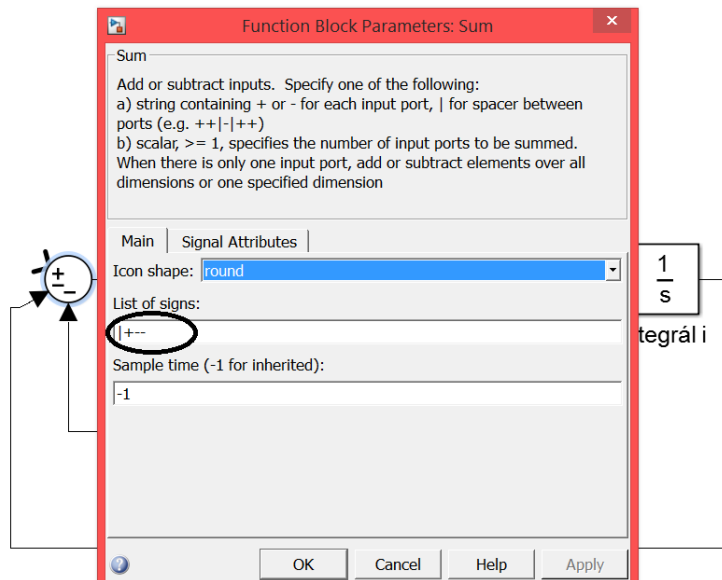 Function Block Parameters: Sum
Sum
Add or subtract inputs.  Specify one of the following:
a) string containing + or - for each input port, | for spacer between
ports (e.g. ++|-|++)
b) scalar, >= 1, specifies the number of input ports to be summed.
When there is only one input port, add or subtract elements over all
dimensions or one specified dimension
Main
Signal Attributes
Icon shape: round
List of signs:
|+--
Sample time (-1 for inherited):
-1
OK
Cancel
Help
Apply
+
−
−
1
s
tegrál i